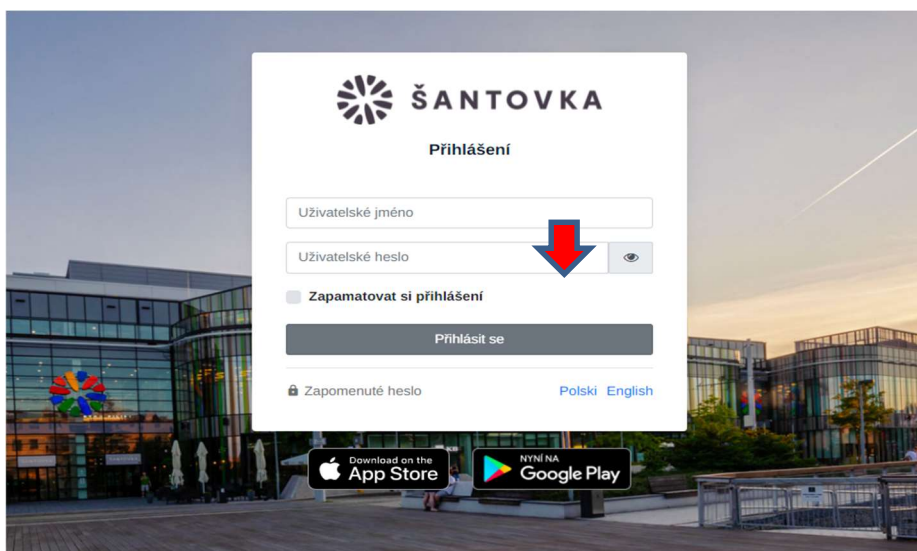 ŠANTOVKA
Přihlášení
Uživatelské jméno
Uživatelské heslo
Zapamatovat si přihlášení
Přihlásit se
Zapomenuté heslo
Polski English
Download on the
App Store
NYNÍ NA
Google Play